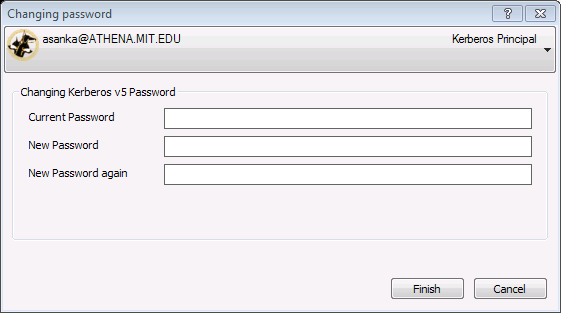 Changing password
asanka@ATHENA.MIT.EDU Kerberos Principal
Changing Kerberos v5 Password
Current Password
New Password
New Password again
Finish Cancel